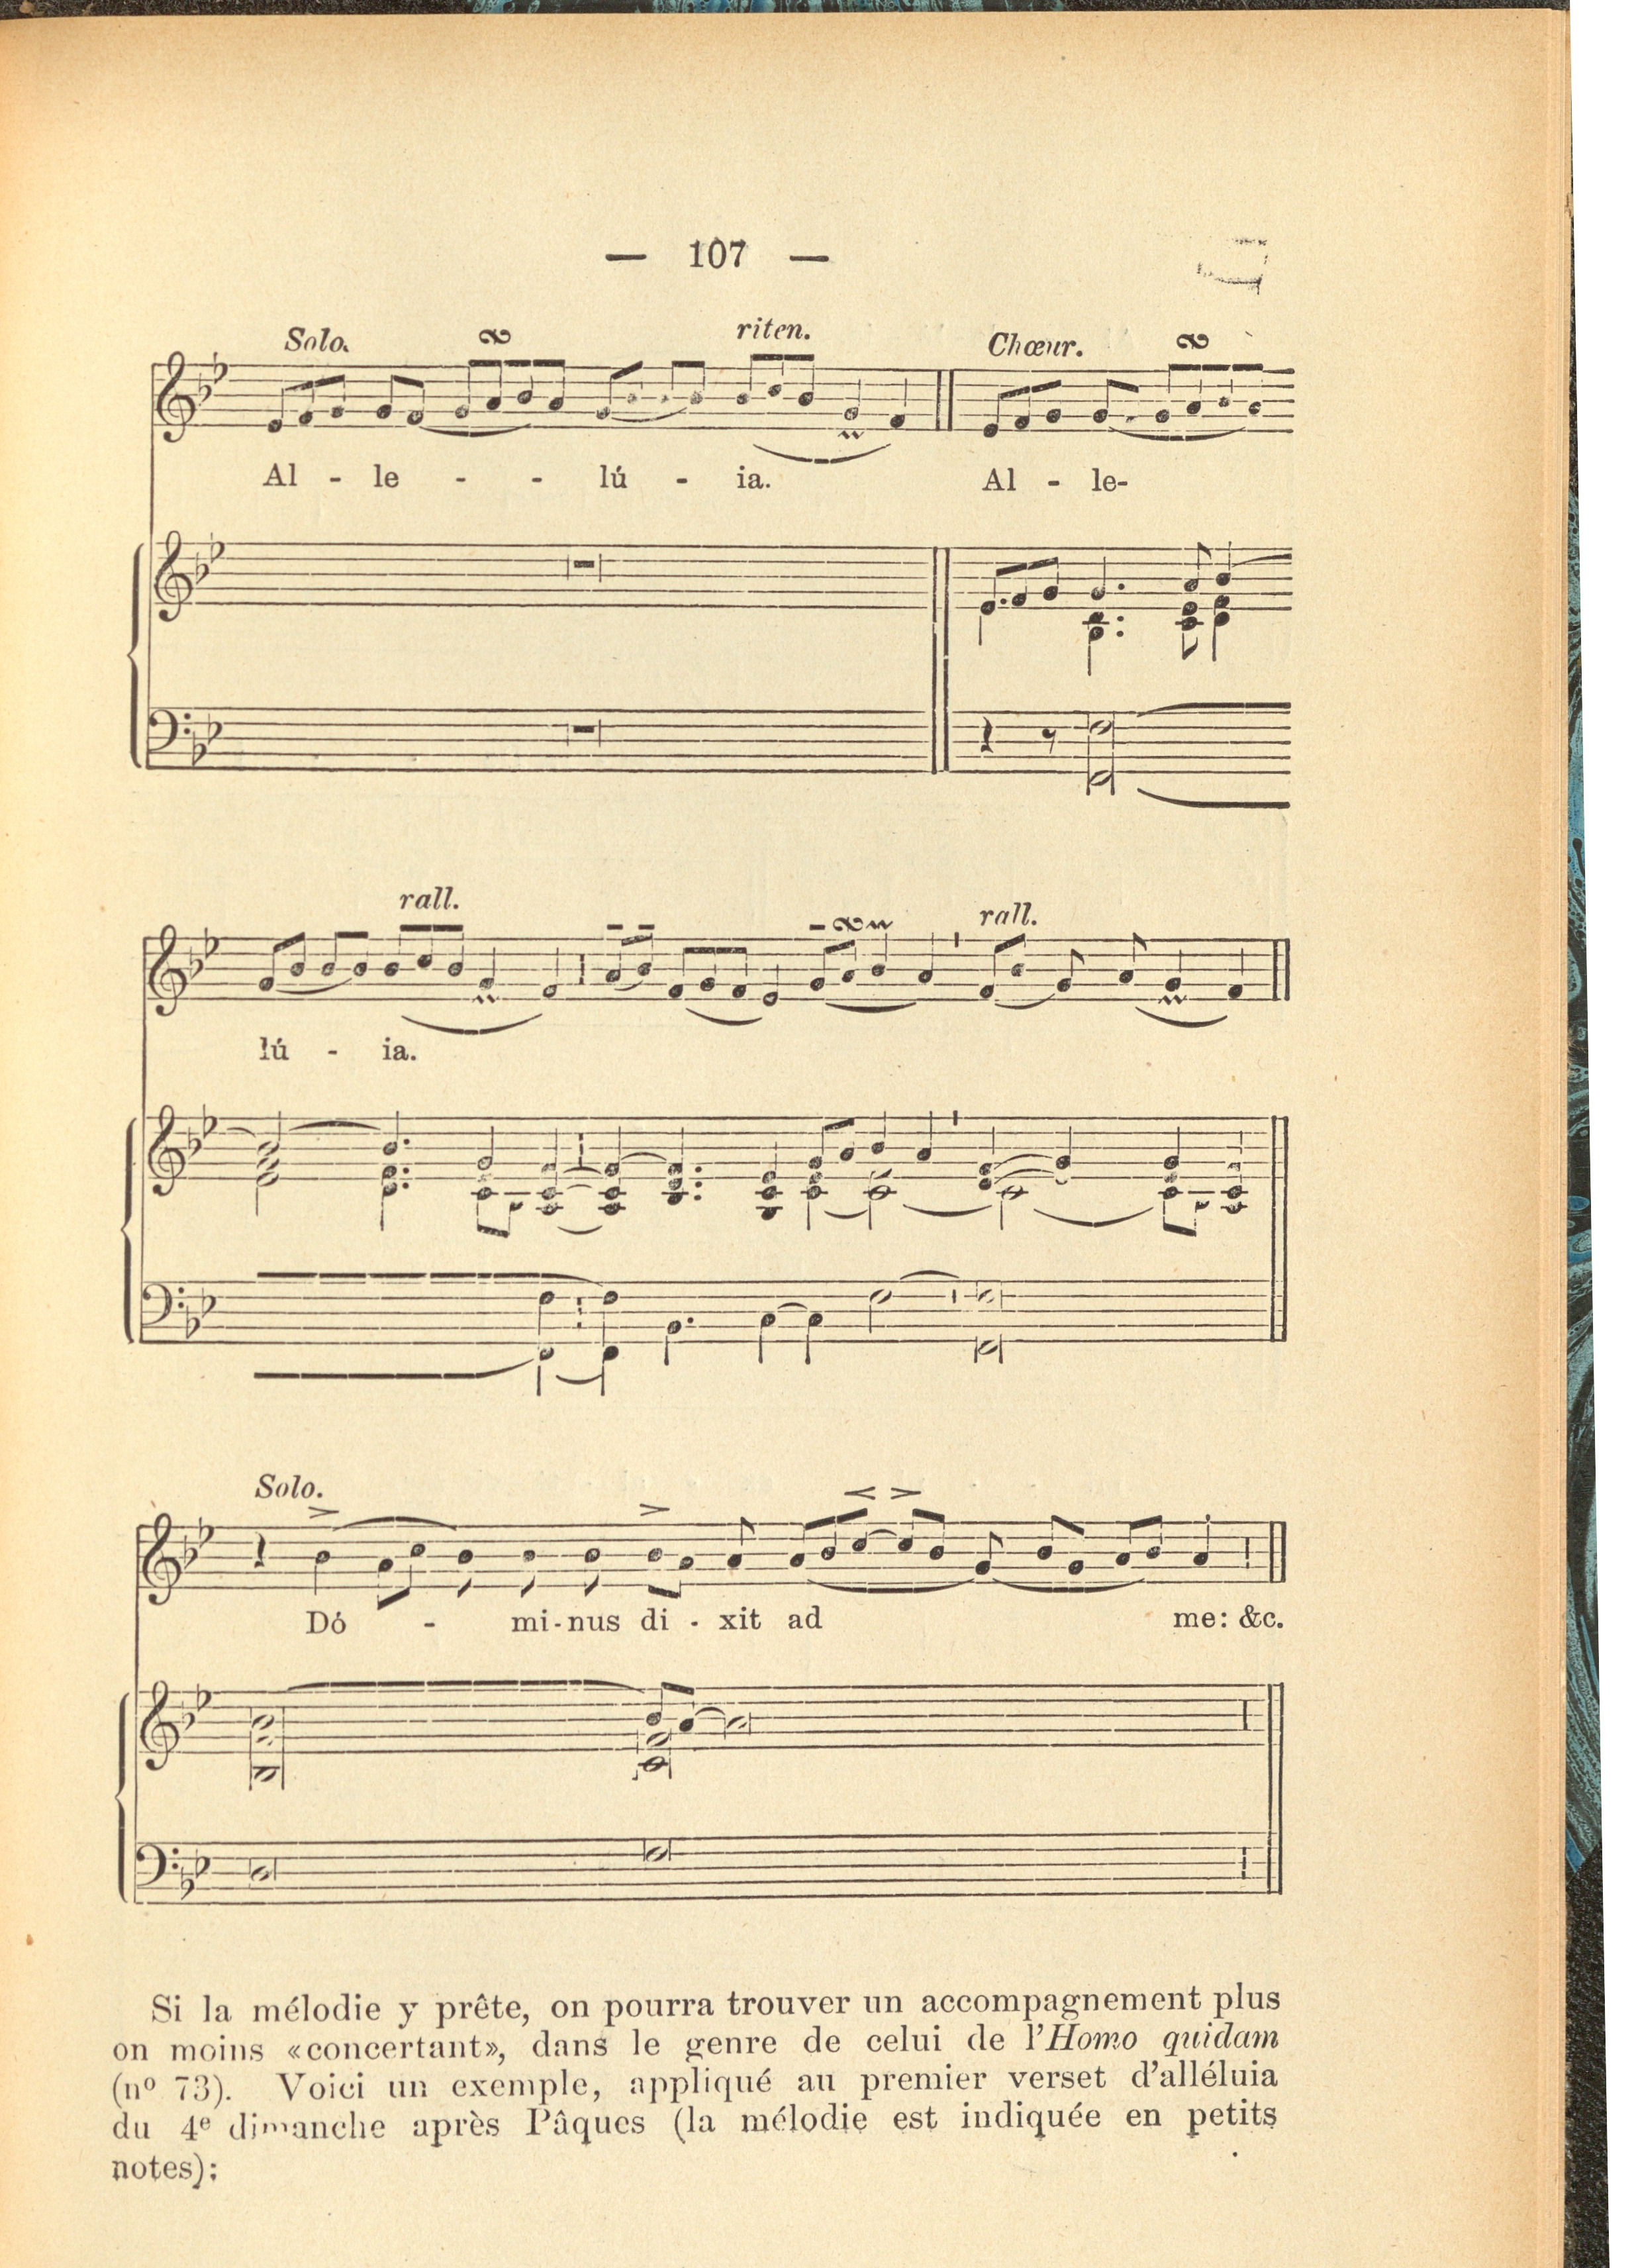 — 107 —
Solo. riten. Chœur.
Al - le - - lú - ia. Al - le-
rall. rall.
lú - ia.
Solo.
Dó - mi-nus di - xit ad me: &c.
Si la mélodie y prête, on pourra trouver un accompagnement plus
on moins «concertant», dans le genre de celui de l'Homo quidam
(nº 73). Voici un exemple, appliqué au premier verset d'alléluia
du 4e dimanche après Pâques (la mélodie est indiquée en petits
notes);